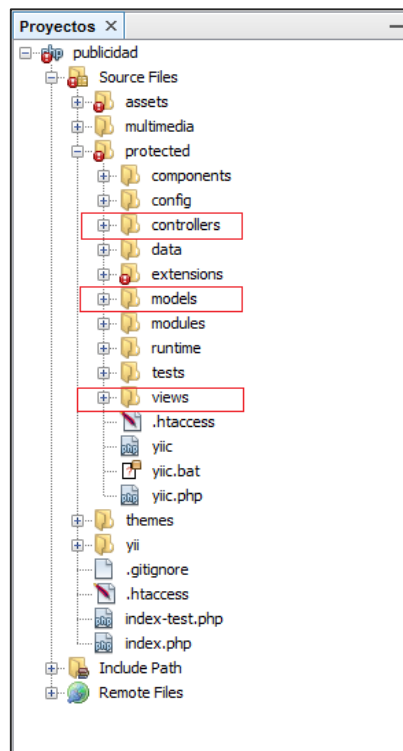 Proyectos
publicidad
Source Files
assets
multimedia
protected
components
config
controllers
data
extensions
models
modules
runtime
tests
views
.htaccess
yiic
yiic.bat
yiic.php
themes
yii
.gitignore
.htaccess
index-test.php
index.php
Include Path
Remote Files